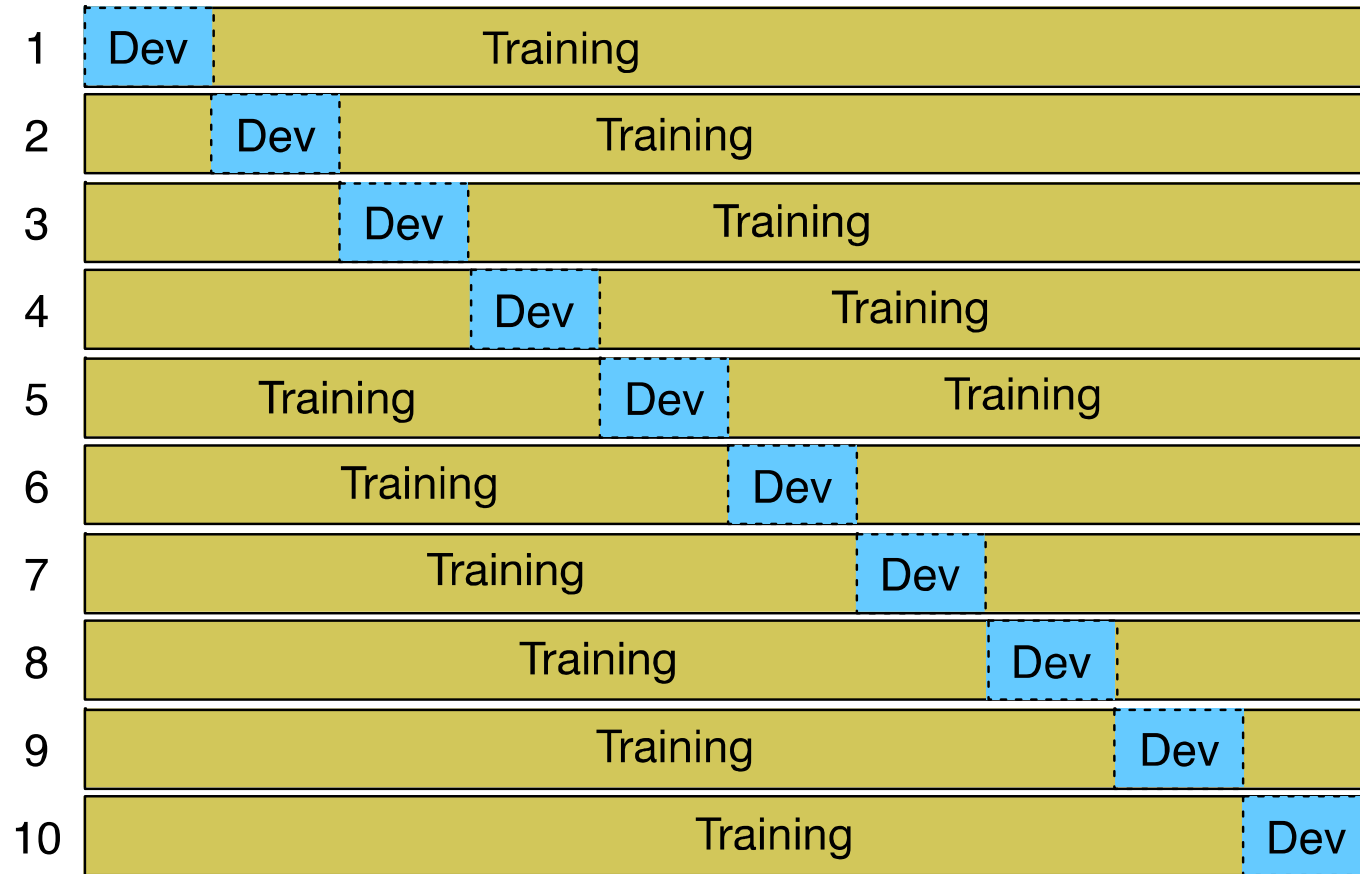 1 Dev Training
2 Dev Training
3 Dev Training
4 Dev Training
5 Training Dev Training
6 Training Dev
7 Training Dev
8 Training Dev
9 Training Dev
10 Training Dev